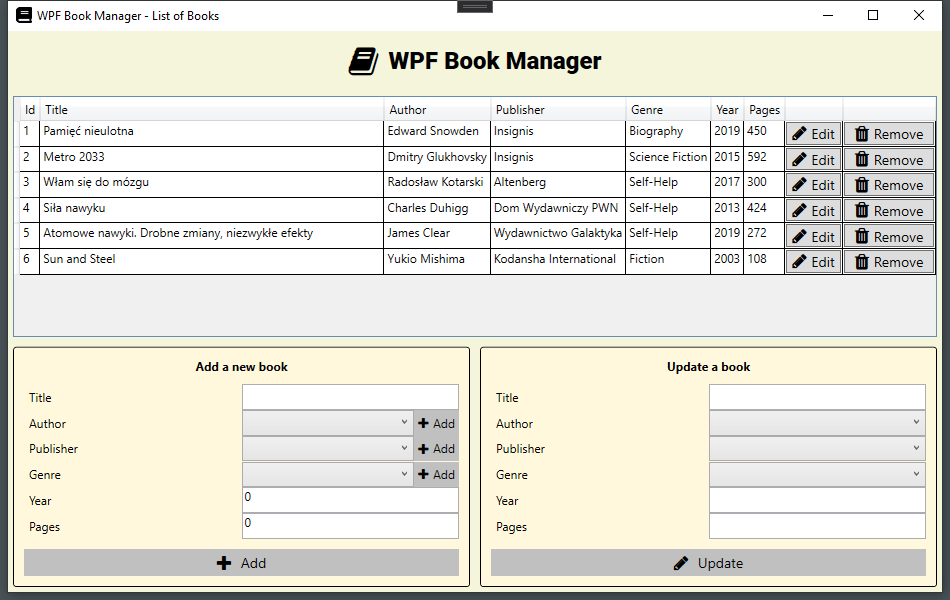 WPF Book Manager - List of Books
WPF Book Manager
Id Title Author Publisher Genre Year Pages
1 Pamięć nieulotna Edward Snowden Insignis Biography 2019 450 Edit Remove
2 Metro 2033 Dmitry Glukhovsky Insignis Science Fiction 2015 592 Edit Remove
3 Włam się do mózgu Radosław Kotarski Altenberg Self-Help 2017 300 Edit Remove
4 Siła nawyku Charles Duhigg Dom Wydawniczy PWN Self-Help 2013 424 Edit Remove
5 Atomowe nawyki. Drobne zmiany, niezwykłe efekty James Clear Wydawnictwo Galaktyka Self-Help 2019 272 Edit Remove
6 Sun and Steel Yukio Mishima Kodansha International Fiction 2003 108 Edit Remove
Add a new book
Title
Author Add
Publisher Add
Genre Add
Year 0
Pages 0
Add
Update a book
Title
Author
Publisher
Genre
Year
Pages
Update